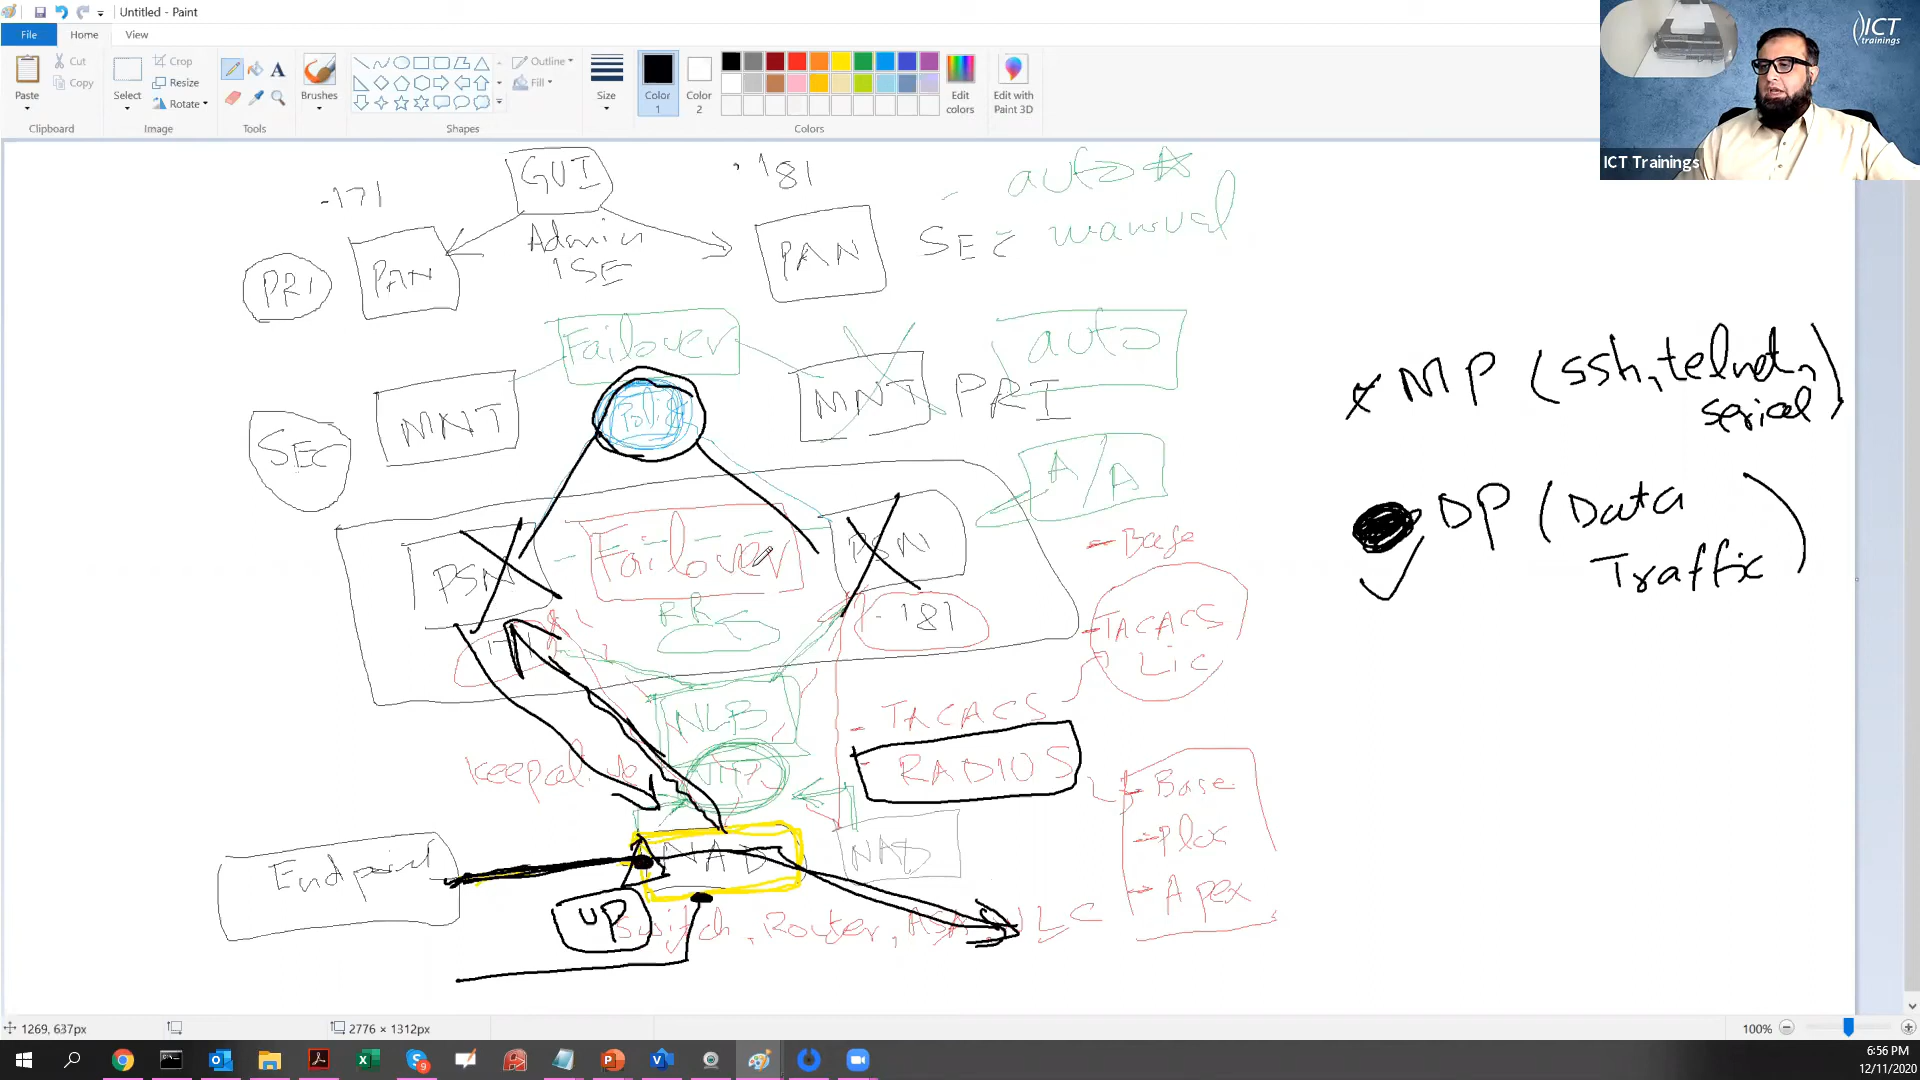 Untitled - Paint
File
Home
View
Paste
Cut
Copy
Clipboard
Select
Crop
Resize
Rotate
Image
Tools
Brushes
Outline
Fill
Shapes
Size
Color 1
Color 2
Edit colors
Edit with Paint 3D
Colors
ICT trainings
ICT Trainings
-171
GUI
181
auto
manual
PRI
PAN
Admin
ISE
PAN
SEC
Failover
auto
SEC
MNT
MNT
PRI
A/A
PSN
Failover
PSN
- Base
RR
-181
-TACACS
Lic
NLB
- TACACS
- RADIUS
keepalive
- Base
- Plus
- Apex
Endpoint
NAD
NAD
UP
Switch, Router, ASA, WLC
MP (ssh, telnet,
serial)
DP (Data
Traffic)
1269, 637px
2776 × 1312px
100%
6:56 PM
12/11/2020